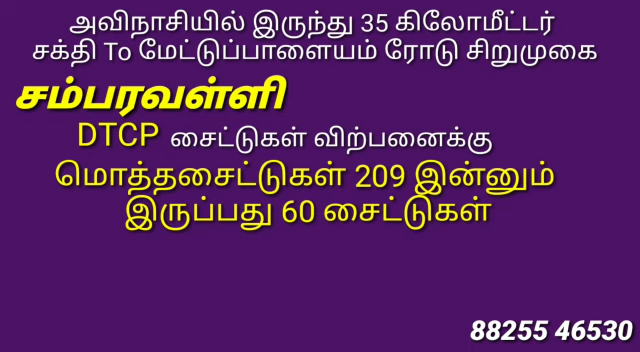 அவிநாசியில் இருந்து 35 கிலோமீட்டர்
சக்தி To மேட்டுப்பாளையம் ரோடு சிறுமுகை
சம்பரவள்ளி
DTCP சைட்டுகள் விற்பனைக்கு
மொத்தசைட்டுகள் 209 இன்னும்
இருப்பது 60 சைட்டுகள்
88255 46530